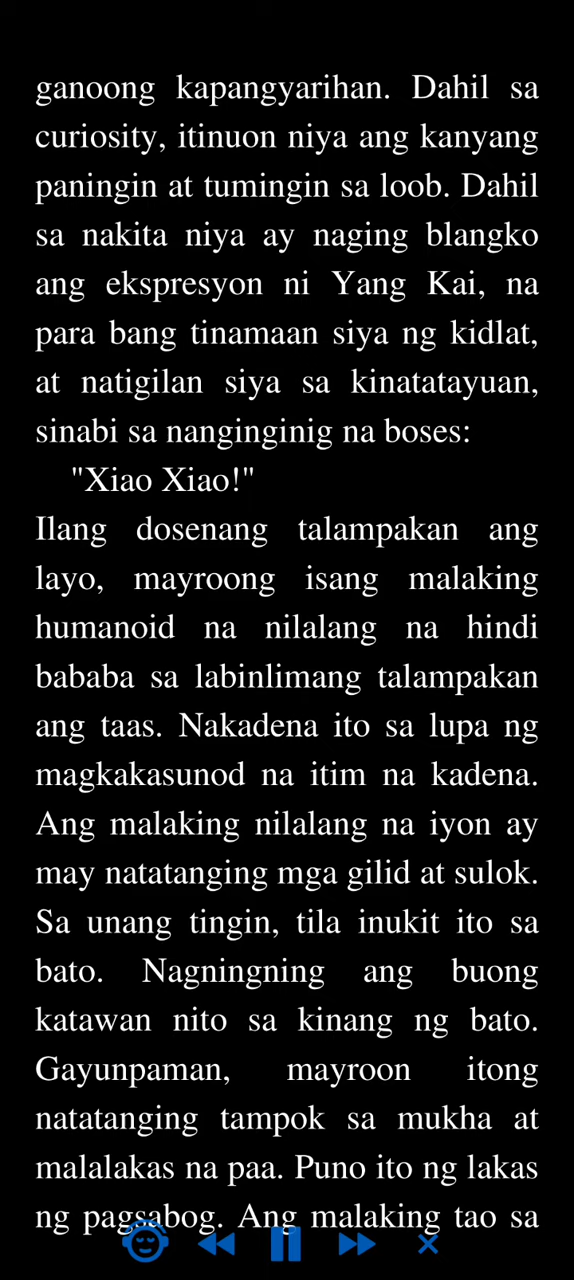 ganoong kapangyarihan. Dahil sa
curiosity, itinuon niya ang kanyang
paningin at tumingin sa loob. Dahil
sa nakita niya ay naging blangko
ang ekspresyon ni Yang Kai, na
para bang tinamaan siya ng kidlat,
at natigilan siya sa kinatatayuan,
sinabi sa nanginginig na boses:
"Xiao Xiao!"
Ilang dosenang talampakan ang
layo, mayroong isang malaking
humanoid na nilalang na hindi
bababa sa labinlimang talampakan
ang taas. Nakadena ito sa lupa ng
magkakasunod na itim na kadena.
Ang malaking nilalang na iyon ay
may natatanging mga gilid at sulok.
Sa unang tingin, tila inukit ito sa
bato. Nagningning ang buong
katawan nito sa kinang ng bato.
Gayunpaman, mayroon itong
natatanging tampok sa mukha at
malalakas na paa. Puno ito ng lakas
ng pagsabog. Ang malaking tao sa